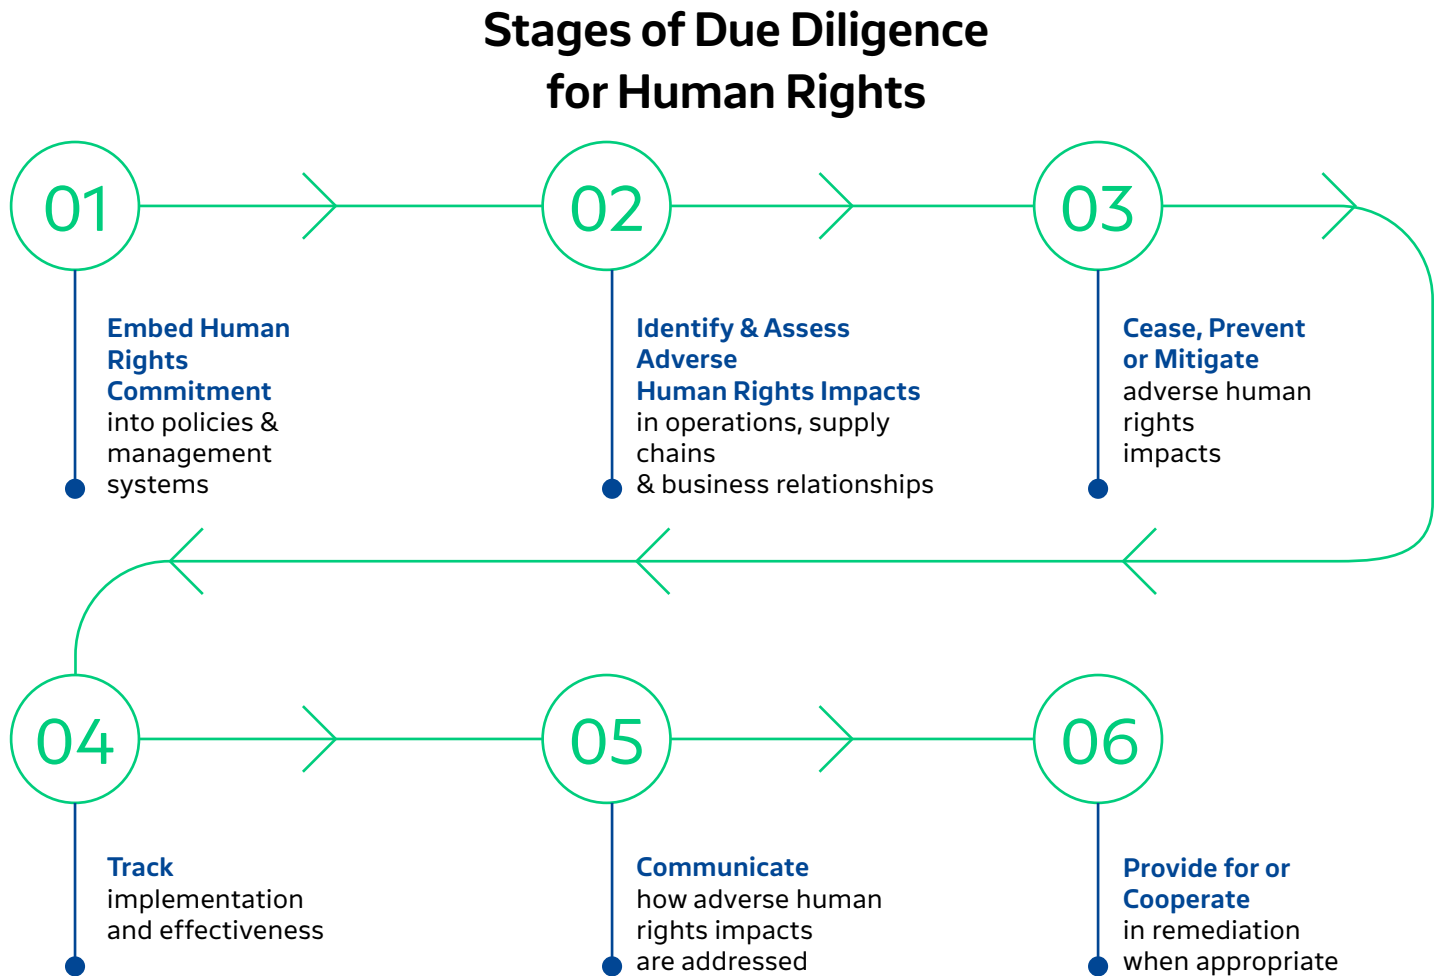 Stages of Due Diligence
for Human Rights
01
Embed Human
Rights
Commitment
into policies &
management
systems
02
Identify & Assess
Adverse
Human Rights Impacts
in operations, supply
chains
& business relationships
03
Cease, Prevent
or Mitigate
adverse human
rights
impacts
04
Track
implementation
and effectiveness
05
Communicate
how adverse human
rights impacts
are addressed
06
Provide for or
Cooperate
in remediation
when appropriate